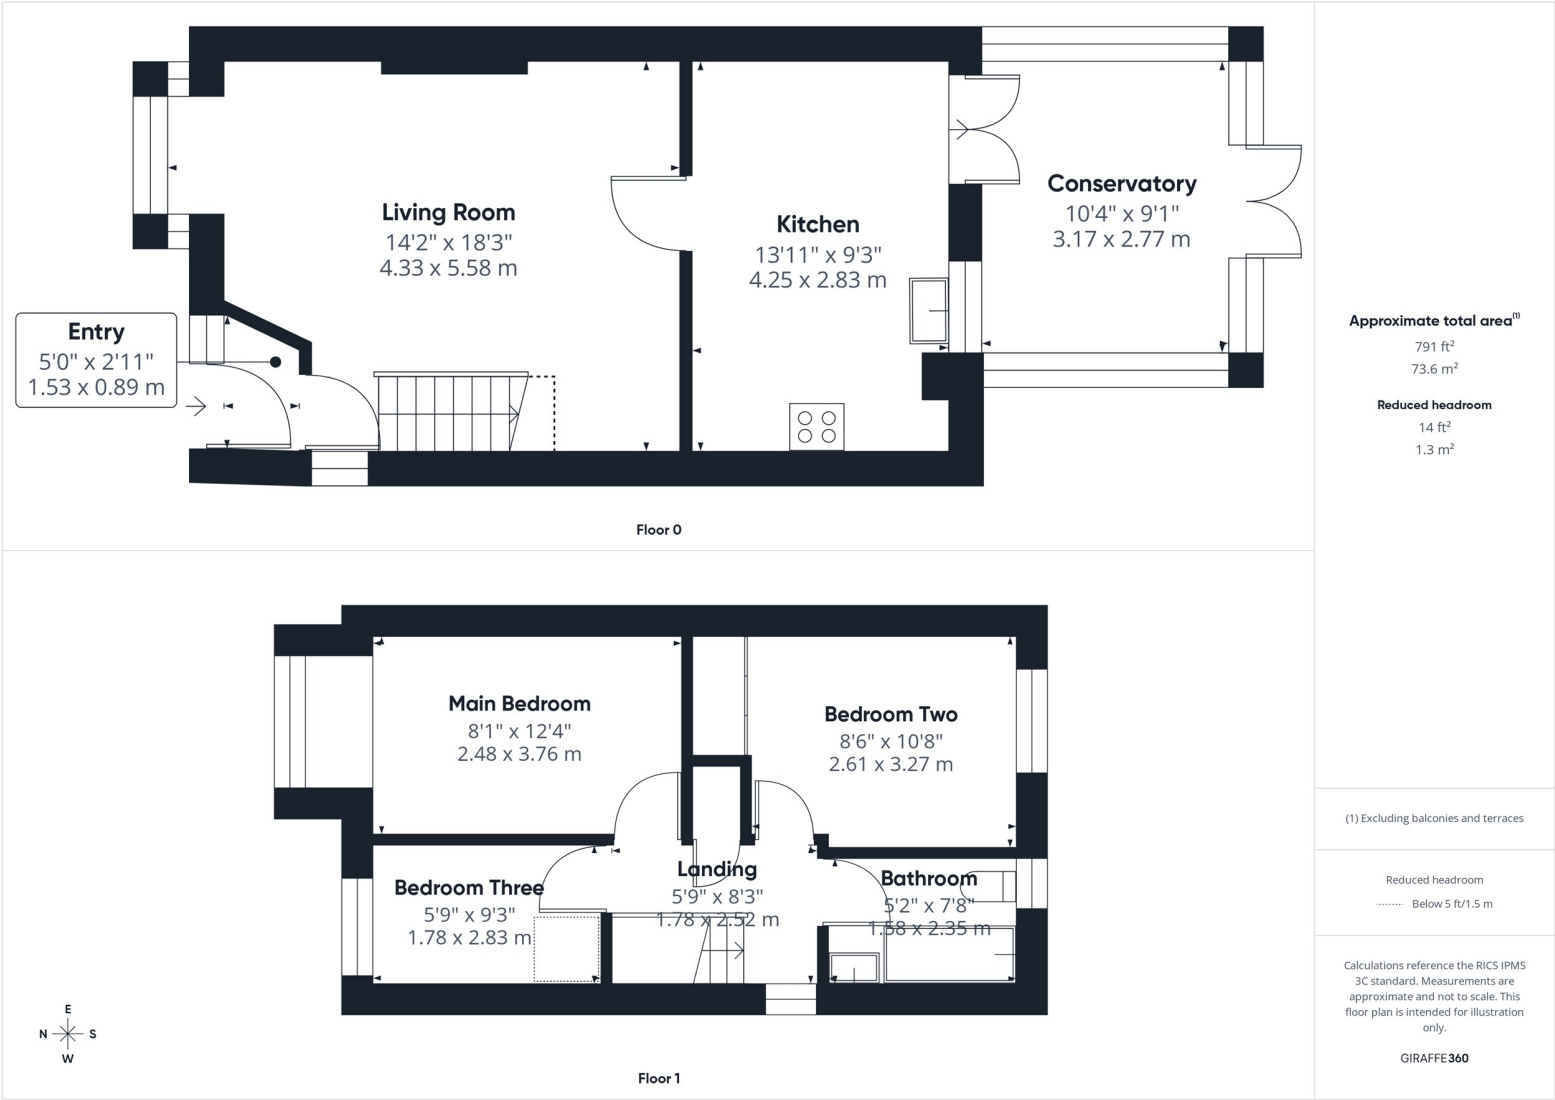 Living Room
14'2" x 18'3"
4.33 x 5.58 m
Kitchen
13'11" x 9'3"
4.25 x 2.83 m
Conservatory
10'4" x 9'1"
3.17 x 2.77 m
Entry
5'0" x 2'11"
1.53 x 0.89 m
Floor 0
Main Bedroom
8'1" x 12'4"
2.48 x 3.76 m
Bedroom Two
8'6" x 10'8"
2.61 x 3.27 m
Bedroom Three
5'9" x 9'3"
1.78 x 2.83 m
Landing
5'9" x 8'3"
1.78 x 2.52 m
Bathroom
5'2" x 7'8"
1.58 x 2.35 m
E
N S
W
Floor 1
Approximate total area(1)
791 ft²
73.6 m²
Reduced headroom
14 ft²
1.3 m²
(1) Excluding balconies and terraces
Reduced headroom
Below 5 ft/1.5 m
Calculations reference the RICS IPMS
3C standard. Measurements are
approximate and not to scale. This
floor plan is intended for illustration
only.
GIRAFFE360